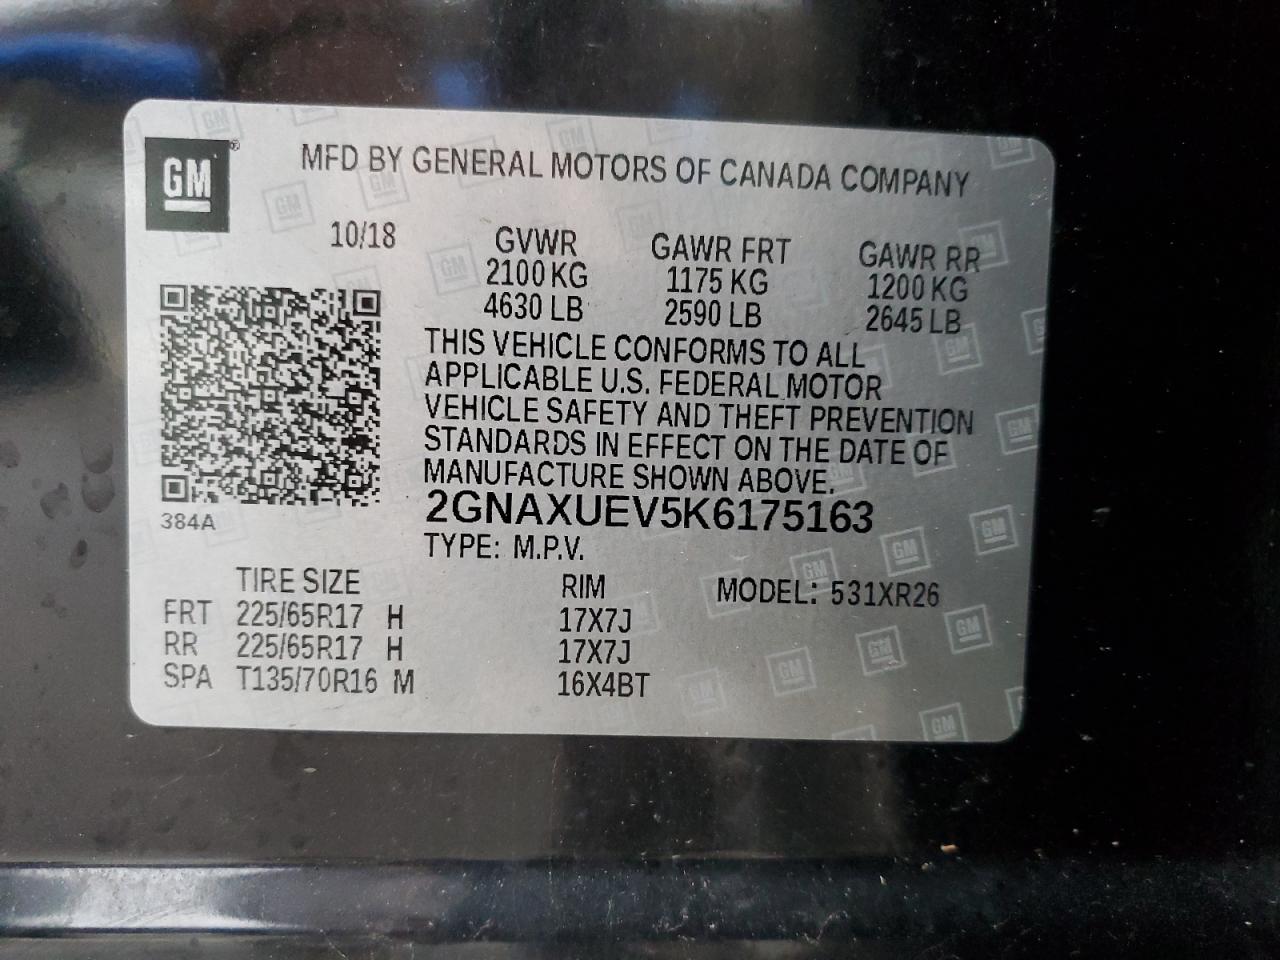 GM®
MFD BY GENERAL MOTORS OF CANADA COMPANY
10/18
GVWR GAWR FRT GAWR RR
2100 KG 1175 KG 1200 KG
4630 LB 2590 LB 2645 LB
THIS VEHICLE CONFORMS TO ALL
APPLICABLE U.S. FEDERAL MOTOR
VEHICLE SAFETY AND THEFT PREVENTION
STANDARDS IN EFFECT ON THE DATE OF
MANUFACTURE SHOWN ABOVE.
384A
2GNAXUEV5K6175163
TYPE: M.P.V.
TIRE SIZE RIM MODEL: 531XR26
FRT 225/65R17 H 17X7J
RR 225/65R17 H 17X7J
SPA T135/70R16 M 16X4BT